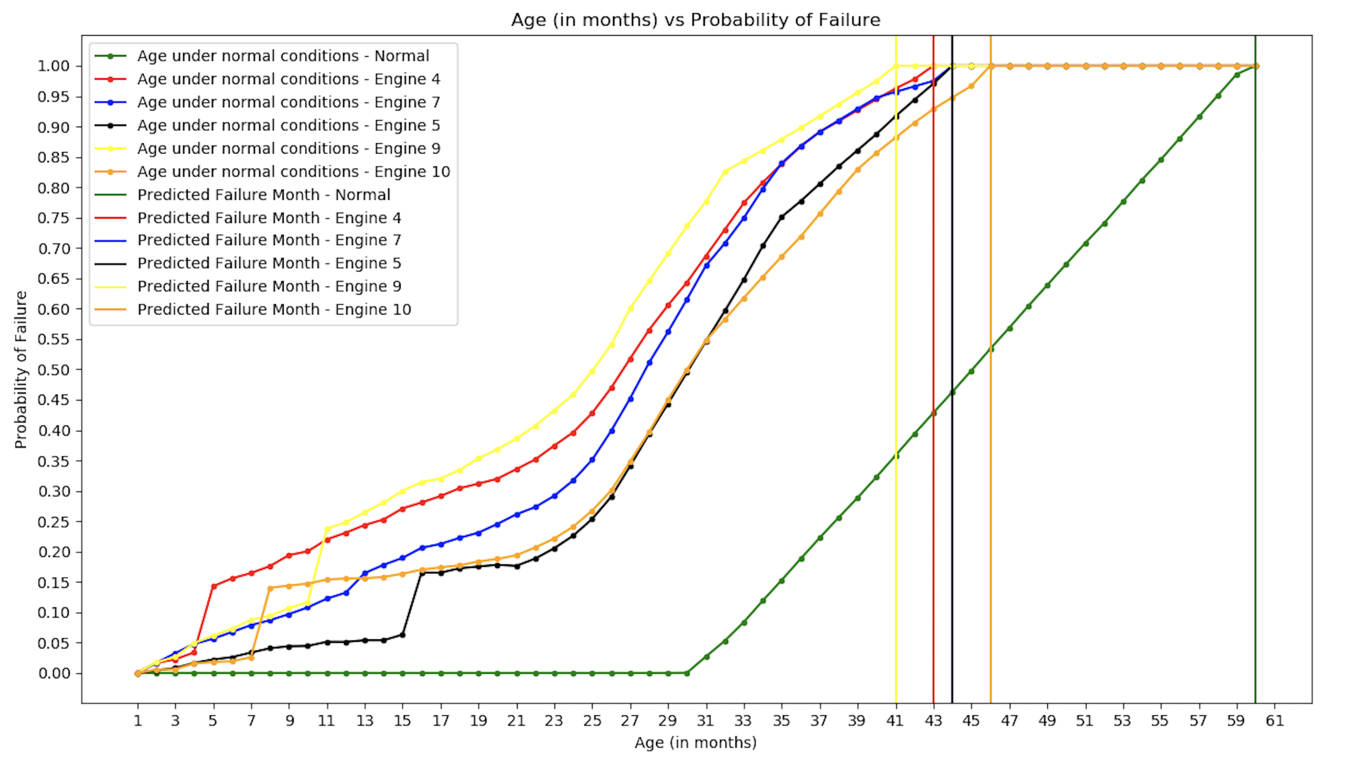 Age (in months) vs Probability of Failure
Age under normal conditions - Normal
Age under normal conditions - Engine 4
Age under normal conditions - Engine 7
Age under normal conditions - Engine 5
Age under normal conditions - Engine 9
Age under normal conditions - Engine 10
Predicted Failure Month - Normal
Predicted Failure Month - Engine 4
Predicted Failure Month - Engine 7
Predicted Failure Month - Engine 5
Predicted Failure Month - Engine 9
Predicted Failure Month - Engine 10
Probability of Failure
1.00
0.95
0.90
0.85
0.80
0.75
0.70
0.65
0.60
0.55
0.50
0.45
0.40
0.35
0.30
0.25
0.20
0.15
0.10
0.05
0.00
1 3 5 7 9 11 13 15 17 19 21 23 25 27 29 31 33 35 37 39 41 43 45 47 49 51 53 55 57 59 61
Age (in months)